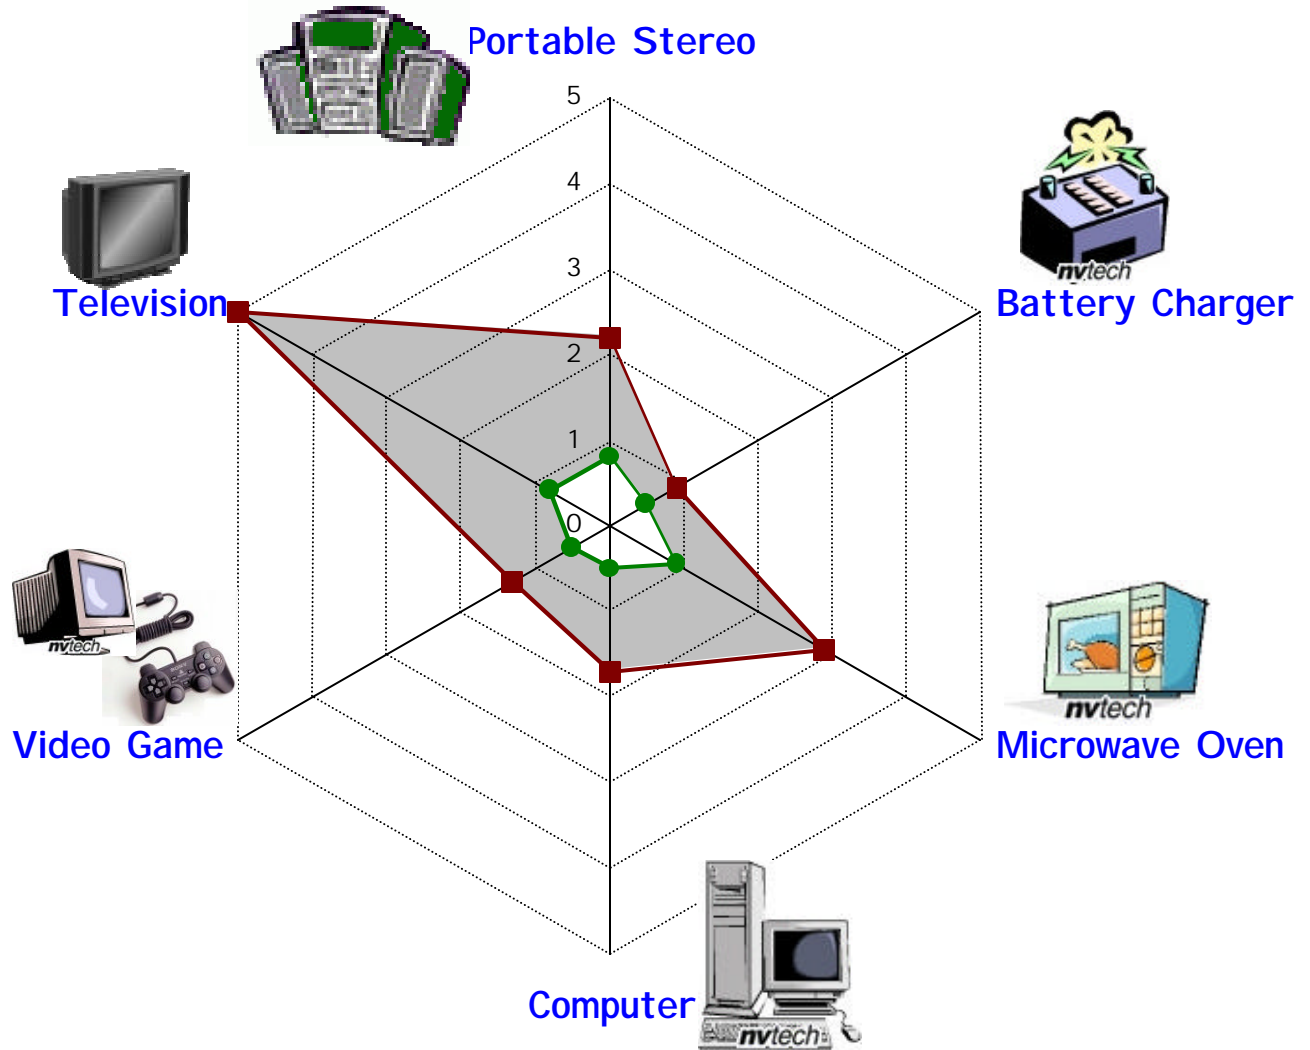 Portable Stereo
5
4
3
2
1
0
nvtech
Battery Charger
Television
nvtech
Video Game
nvtech
Microwave Oven
Computer
nvtech